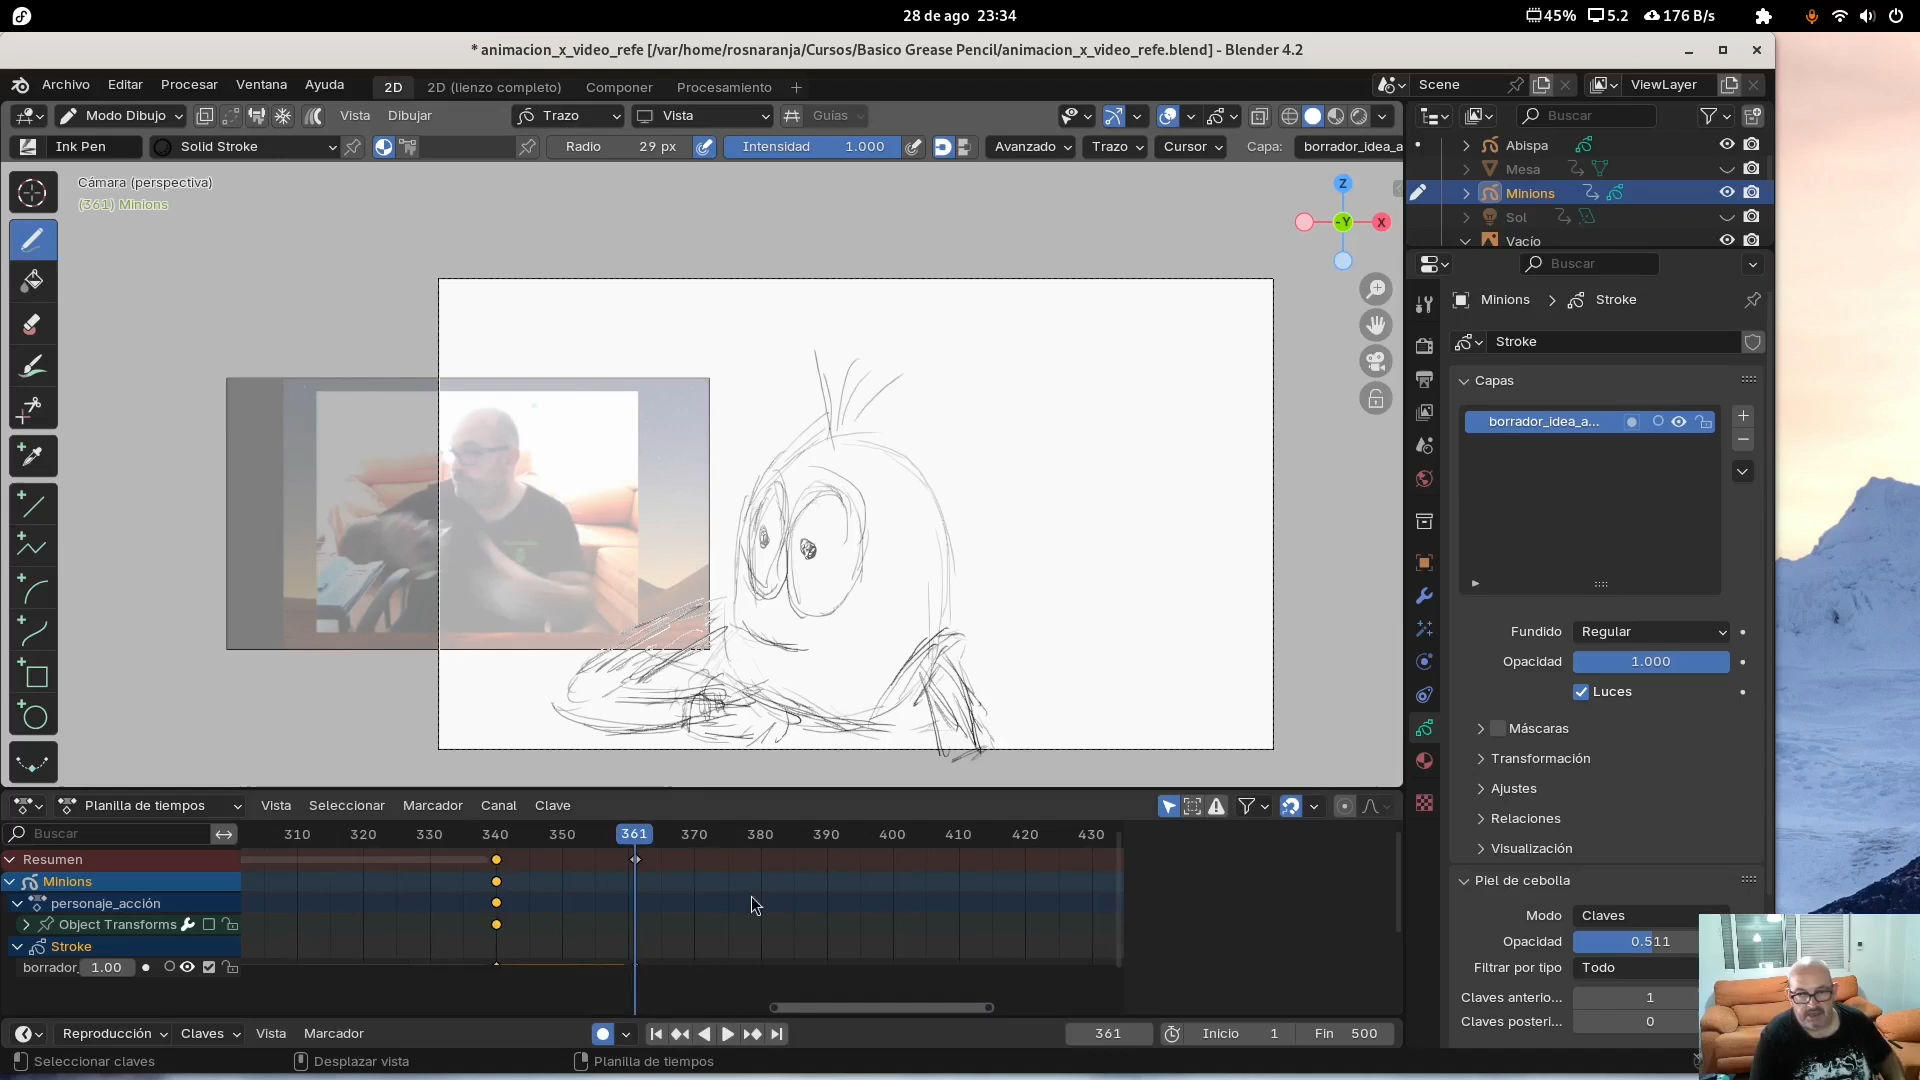 28 de ago 23:34
45% 5.2 176 B/s
* animacion_x_video_refe [/var/home/rosnaranja/Cursos/Basico Grease Pencil/animacion_x_video_refe.blend] - Blender 4.2
Archivo Editar Procesar Ventana Ayuda 2D 2D (lienzo completo) Componer Procesamiento + Scene ViewLayer
Modo Dibujo Vista Dibujar Trazo Vista Guías Buscar
Ink Pen Solid Stroke Radio 29 px Intensidad 1.000 Avanzado Trazo Cursor Capa: borrador_idea_a
Abispa
Mesa
Minions
Sol
Vacío
Cámara (perspectiva)
(361) Minions
Z
-Y
X
Buscar
Minions > Stroke
Stroke
Capas
borrador_idea_a...
Fundido Regular
Opacidad 1.000
Luces
Máscaras
Transformación
Ajustes
Relaciones
Visualización
Piel de cebolla
Modo Claves
Opacidad 0.511
Filtrar por tipo Todo
Claves anterio... 1
Claves posteri... 0
Planilla de tiempos Vista Seleccionar Marcador Canal Clave
Buscar
310 320 330 340 350 361 370 380 390 400 410 420 430
Resumen
Minions
personaje_acción
Object Transforms
Stroke
borrador_ 1.00
Reproducción Claves Vista Marcador 361 Inicio 1 Fin 500
Seleccionar claves Desplazar vista Planilla de tiempos